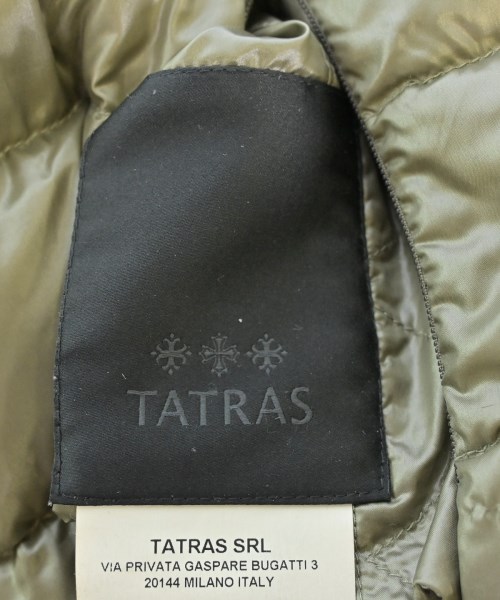 TATRAS
TATRAS SRL
VIA PRIVATA GASPARE BUGATTI 3
20144 MILANO ITALY